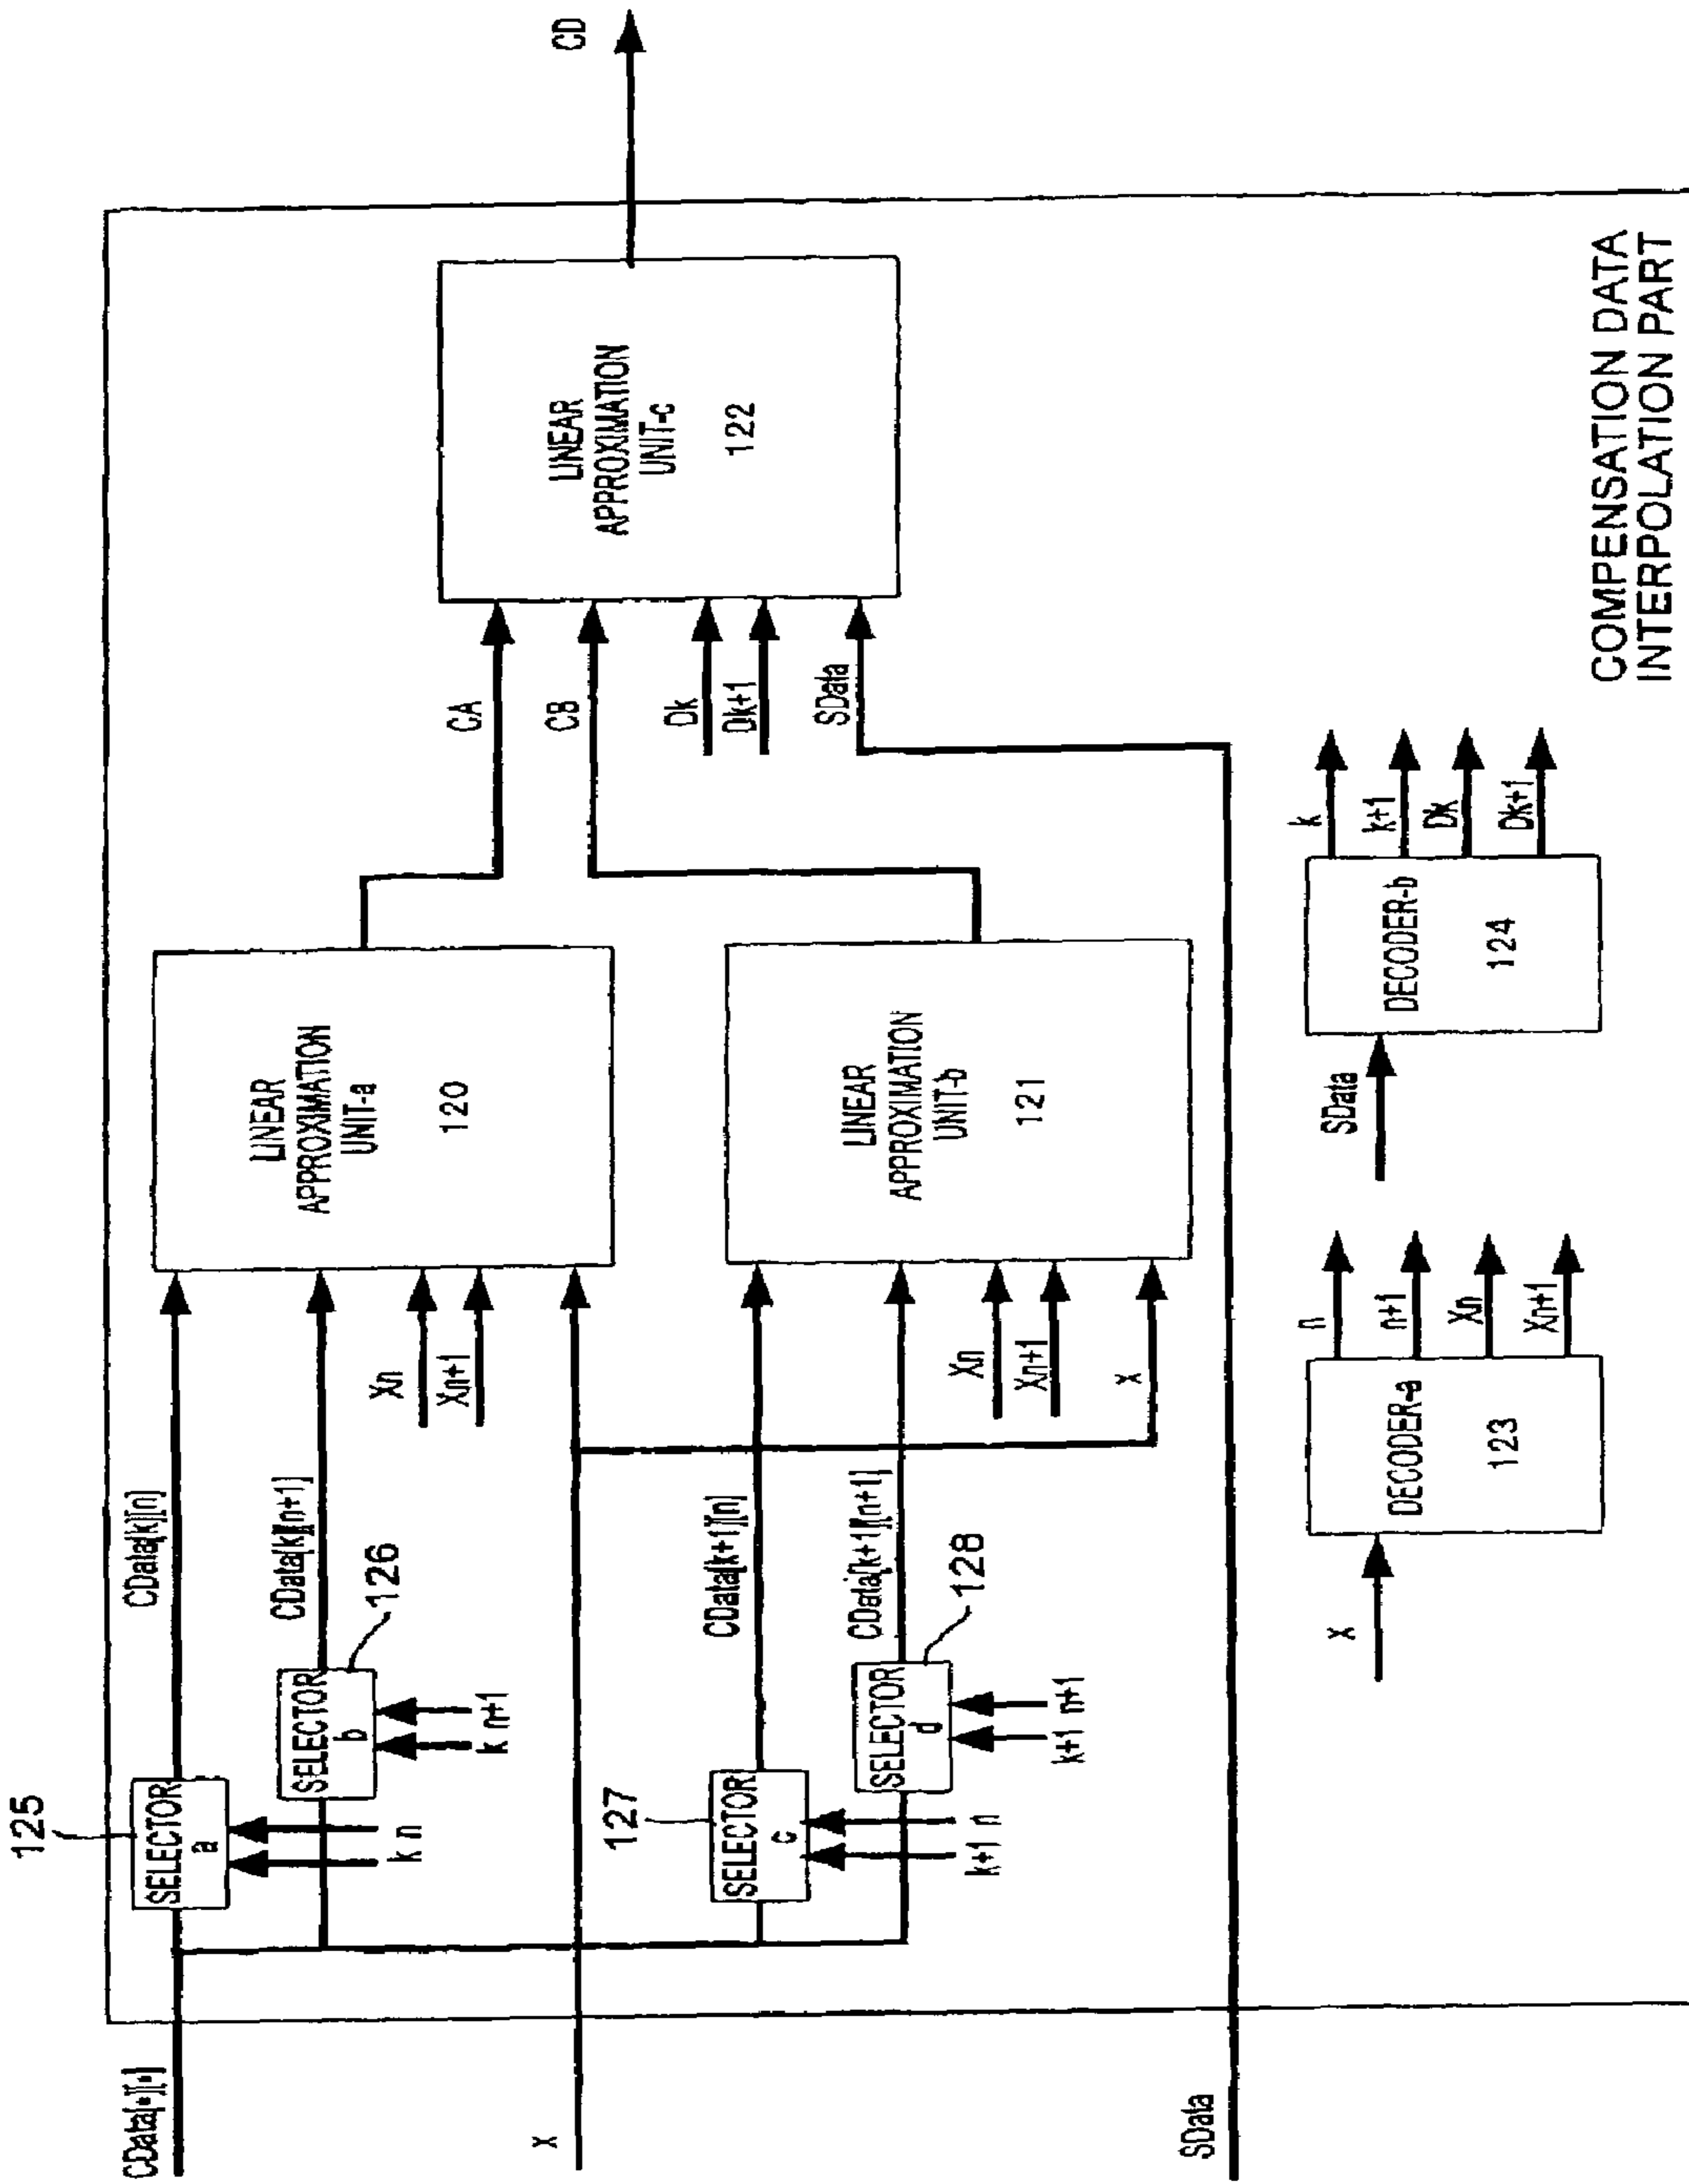 CData[*][*]
x
SData
125
SELECTOR
a
k n
CData[k][n]
SELECTOR
b
126
k n+1
CData[k][n+1]
Xn
Xn+1
LINEAR
APPROXIMATION
UNIT-a
120
127
SELECTOR
c
k+1 n
CData[k+1][n]
SELECTOR
d
128
k+1 n+1
CData[k+1][n+1]
Xn
Xn+1
x
LINEAR
APPROXIMATION
UNIT-b
121
CA
CB
Dk
Dk+1
SData
LINEAR
APPROXIMATION
UNIT-c
122
CD
x
DECODER-a
123
n
n+1
Xn
Xn+1
SData
DECODER-b
124
k
k+1
Dk
Dk+1
COMPENSATION DATA
INTERPOLATION PART